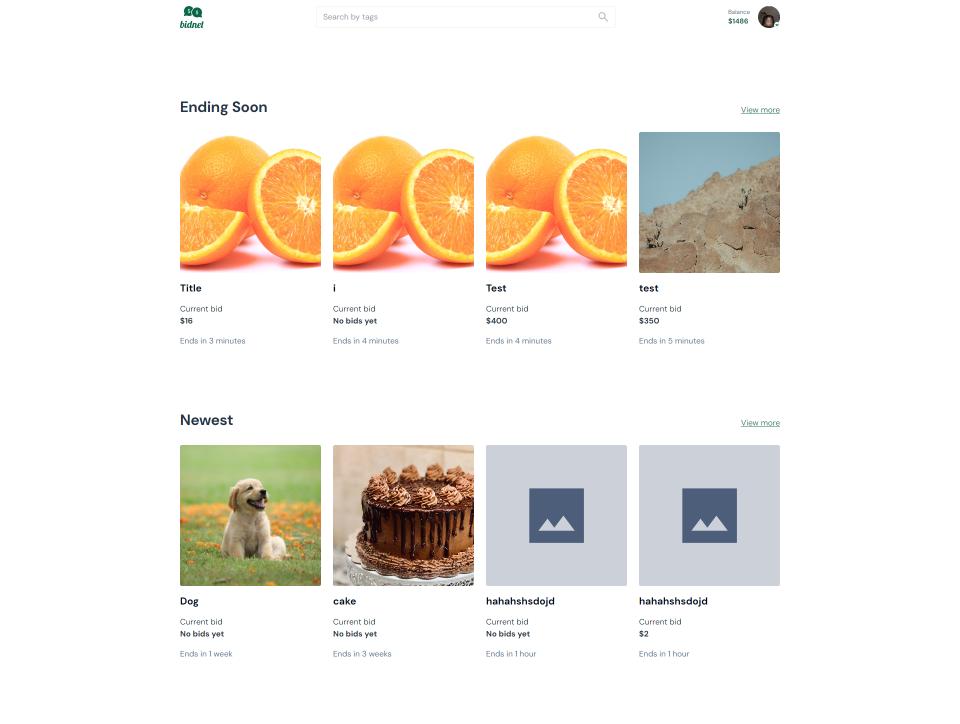 bidnet
Search by tags
Balance
$1486
Ending Soon
View more
Title
Current bid
$16
Ends in 3 minutes
i
Current bid
No bids yet
Ends in 4 minutes
Test
Current bid
$400
Ends in 4 minutes
test
Current bid
$350
Ends in 5 minutes
Newest
View more
Dog
Current bid
No bids yet
Ends in 1 week
cake
Current bid
No bids yet
Ends in 3 weeks
hahahshsdojd
Current bid
No bids yet
Ends in 1 hour
hahahshsdojd
Current bid
$2
Ends in 1 hour